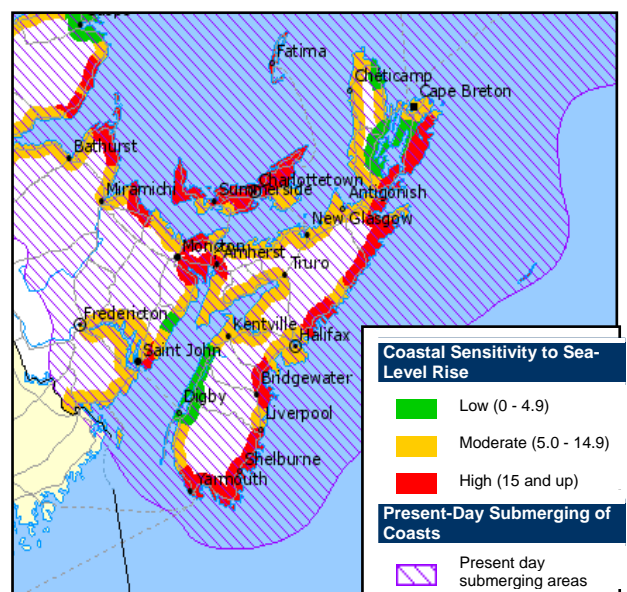 Fatima
Cheticamp
Cape Breton
Bathurst
Miramichi
Summerside
Charlottetown
Antigonish
New Glasgow
Moncton
Amherst
Truro
Fredericton
Kentville
Halifax
Saint John
Digby
Bridgewater
Liverpool
Shelburne
Yarmouth
Coastal Sensitivity to Sea-
Level Rise
Low (0 - 4.9)
Moderate (5.0 - 14.9)
High (15 and up)
Present-Day Submerging of
Coasts
Present day
submerging areas